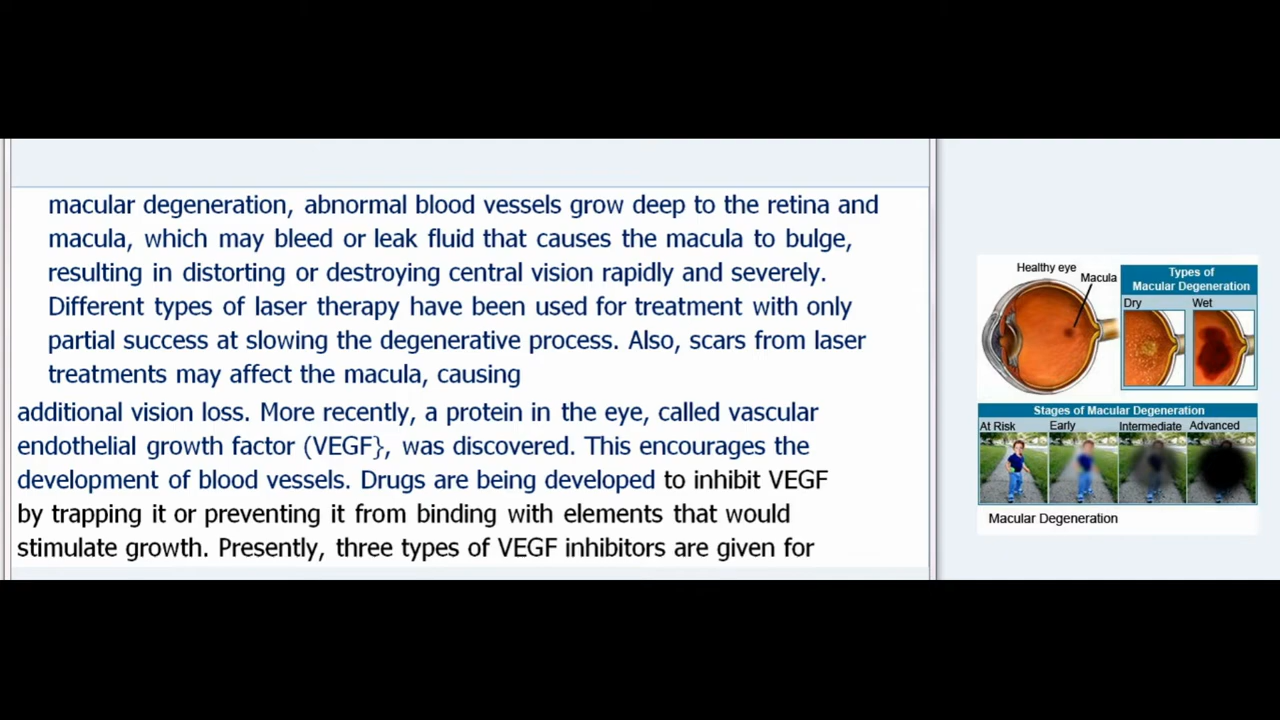 macular degeneration, abnormal blood vessels grow deep to the retina and
macula, which may bleed or leak fluid that causes the macula to bulge,
resulting in distorting or destroying central vision rapidly and severely.
Different types of laser therapy have been used for treatment with only
partial success at slowing the degenerative process. Also, scars from laser
treatments may affect the macula, causing
additional vision loss. More recently, a protein in the eye, called vascular
endothelial growth factor (VEGF}, was discovered. This encourages the
development of blood vessels. Drugs are being developed to inhibit VEGF
by trapping it or preventing it from binding with elements that would
stimulate growth. Presently, three types of VEGF inhibitors are given for
Healthy eye
Macula
Types of
Macular Degeneration
Dry Wet
Stages of Macular Degeneration
At Risk Early Intermediate Advanced
Macular Degeneration